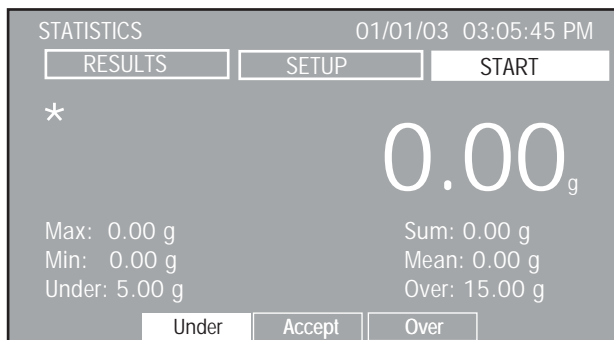 STATISTICS 01/01/03 03:05:45 PM
RESULTS SETUP START
*
0.00 g
Max: 0.00 g Sum: 0.00 g
Min: 0.00 g Mean: 0.00 g
Under: 5.00 g Over: 15.00 g
Under Accept Over